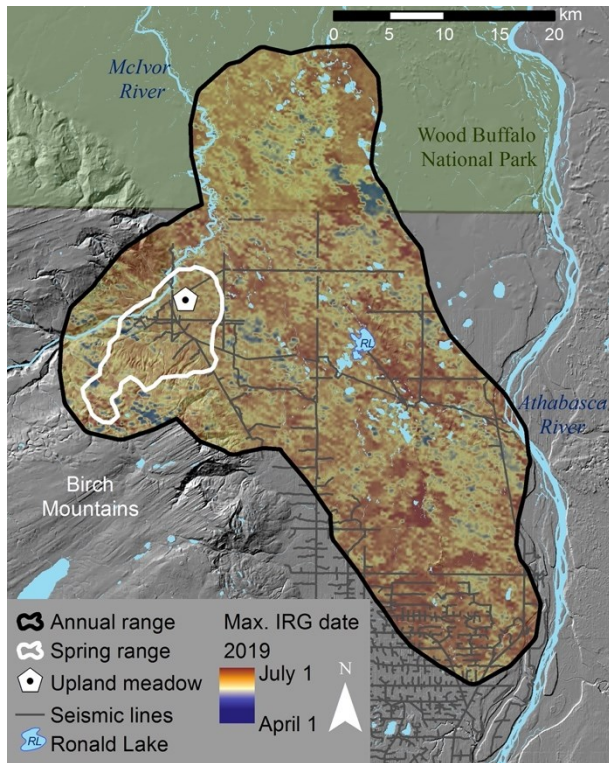 km
0 5 10 15 20
McIvor
River
Wood Buffalo
National Park
RL
Athabasca
River
Birch
Mountains
Annual range
Spring range
Upland meadow
Seismic lines
RL
Ronald Lake
Max. IRG date
2019
July 1
April 1
N